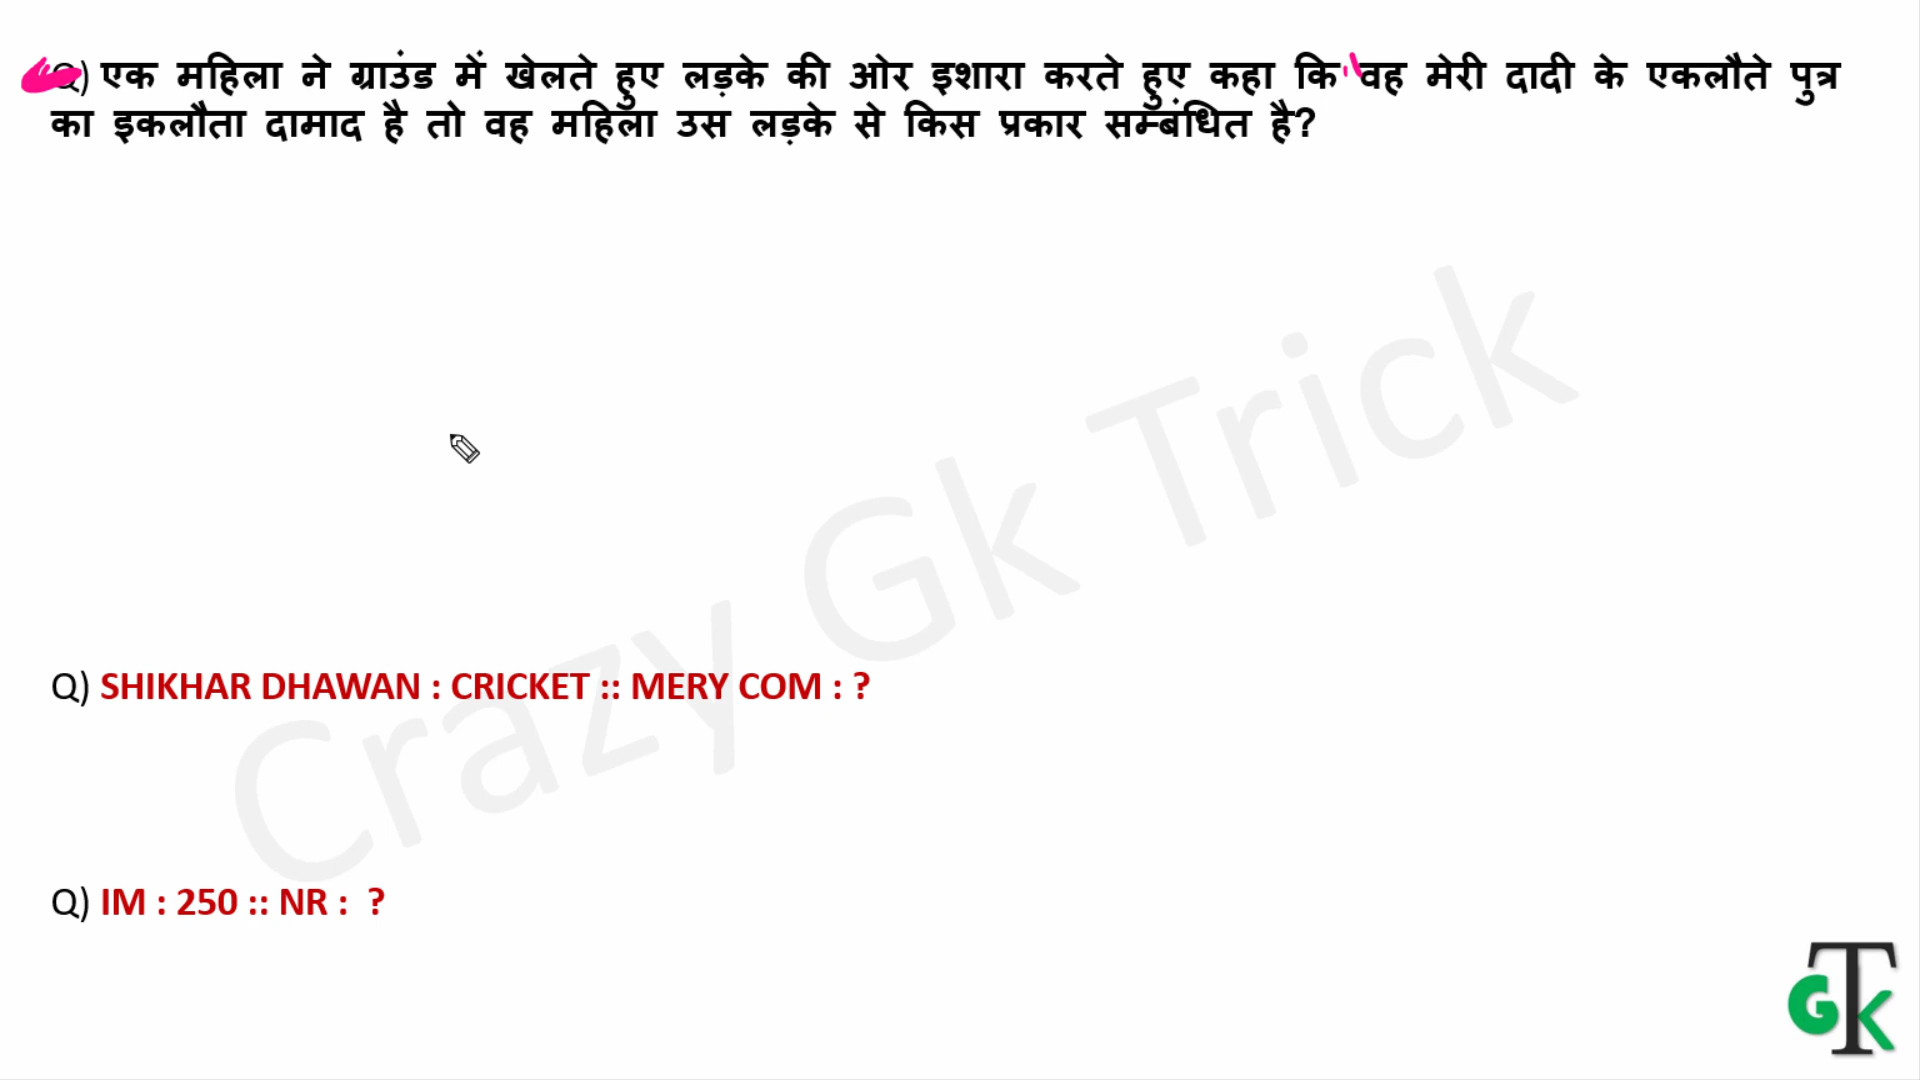 Q) एक महिला ने ग्राउंड में खेलते हुए लड़के की ओर इशारा करते हुए कहा कि वह मेरी दादी के एकलौते पुत्र
का इकलौता दामाद है तो वह महिला उस लड़के से किस प्रकार सम्बंधित है?
Crazy Gk Trick
Q) SHIKHAR DHAWAN : CRICKET :: MERY COM : ?
Q) IM : 250 :: NR : ?
GTK